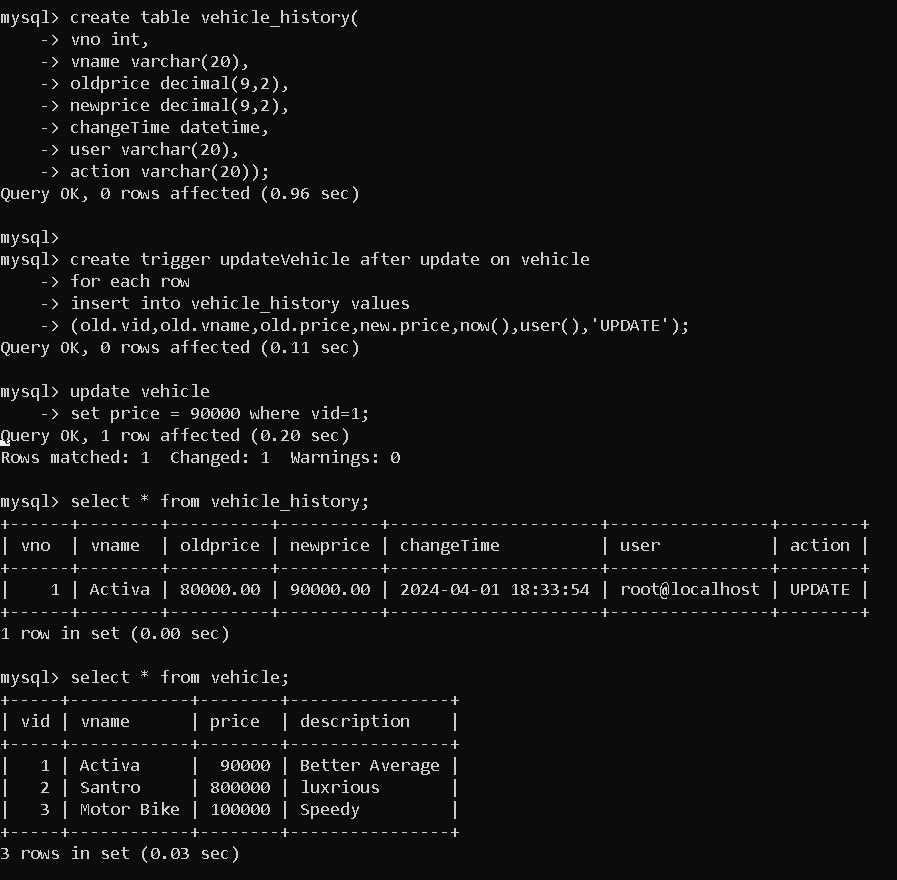 mysql> create table vehicle_history(
    -> vno int,
    -> vname varchar(20),
    -> oldprice decimal(9,2),
    -> newprice decimal(9,2),
    -> changeTime datetime,
    -> user varchar(20),
    -> action varchar(20));
Query OK, 0 rows affected (0.96 sec)

mysql>
mysql> create trigger updateVehicle after update on vehicle
    -> for each row
    -> insert into vehicle_history values
    -> (old.vid,old.vname,old.price,new.price,now(),user(),'UPDATE');
Query OK, 0 rows affected (0.11 sec)

mysql> update vehicle
    -> set price = 90000 where vid=1;
Query OK, 1 row affected (0.20 sec)
Rows matched: 1  Changed: 1  Warnings: 0

mysql> select * from vehicle_history;
+------+--------+----------+----------+---------------------+----------------+--------+
| vno  | vname  | oldprice | newprice | changeTime          | user           | action |
+------+--------+----------+----------+---------------------+----------------+--------+
|    1 | Activa | 80000.00 | 90000.00 | 2024-04-01 18:33:54 | root@localhost | UPDATE |
+------+--------+----------+----------+---------------------+----------------+--------+
1 row in set (0.00 sec)

mysql> select * from vehicle;
+-----+------------+--------+----------------+
| vid | vname      | price  | description    |
+-----+------------+--------+----------------+
|   1 | Activa     |  90000 | Better Average |
|   2 | Santro     | 800000 | luxrious       |
|   3 | Motor Bike | 100000 | Speedy         |
+-----+------------+--------+----------------+
3 rows in set (0.03 sec)